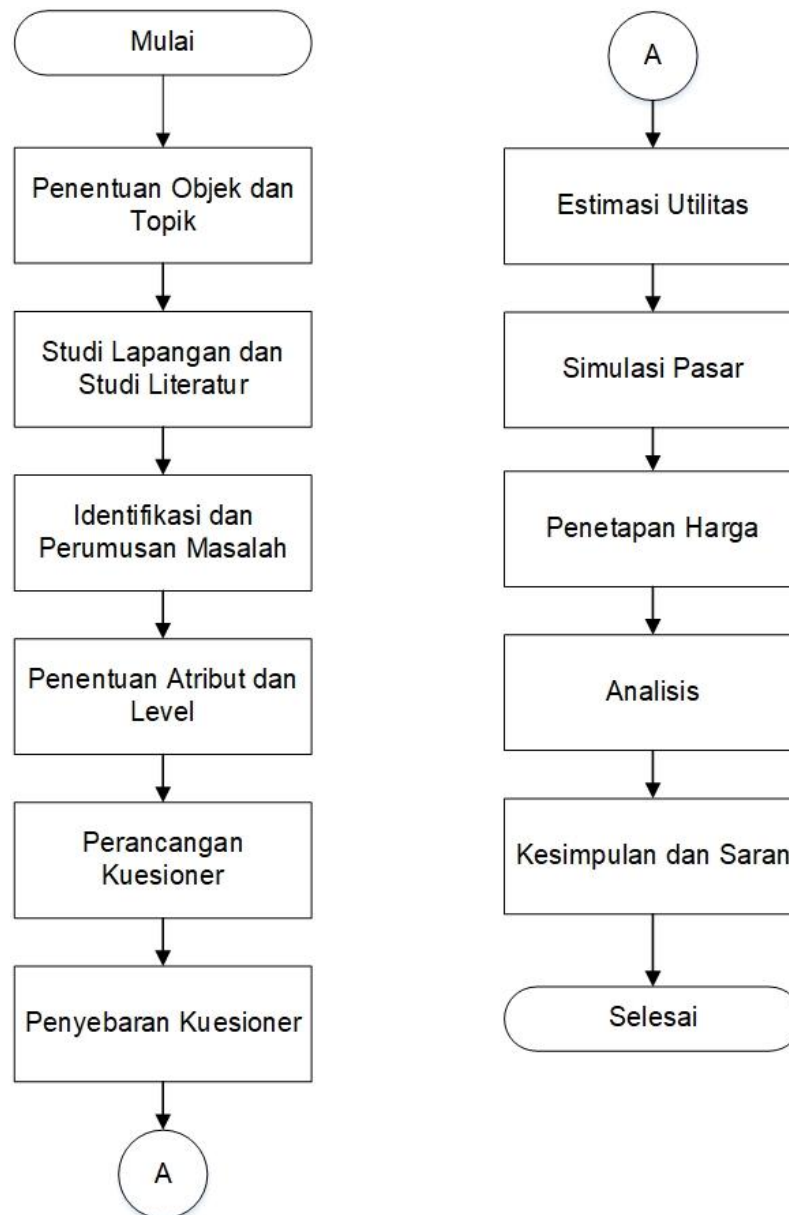 Mulai
Penentuan Objek dan
Topik
Studi Lapangan dan
Studi Literatur
Identifikasi dan
Perumusan Masalah
Penentuan Atribut dan
Level
Perancangan
Kuesioner
Penyebaran Kuesioner
A
A
Estimasi Utilitas
Simulasi Pasar
Penetapan Harga
Analisis
Kesimpulan dan Saran
Selesai